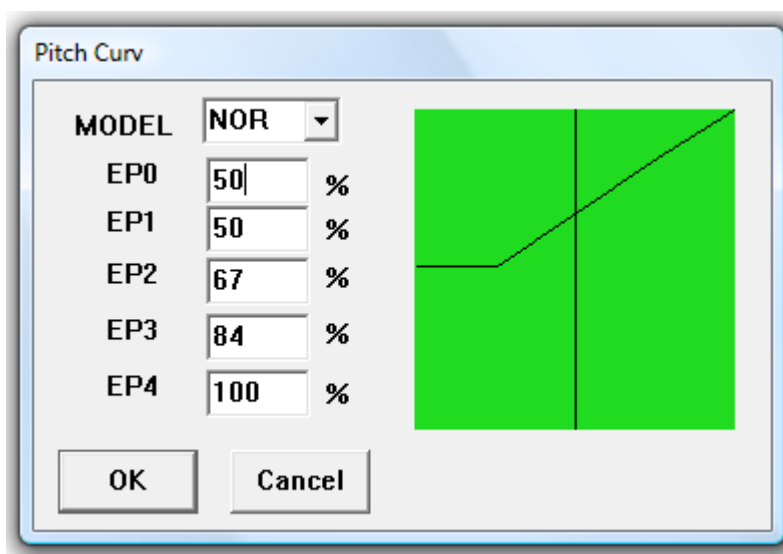 Pitch Curv
MODEL NOR
EP0 50 %
EP1 50 %
EP2 67 %
EP3 84 %
EP4 100 %
OK Cancel